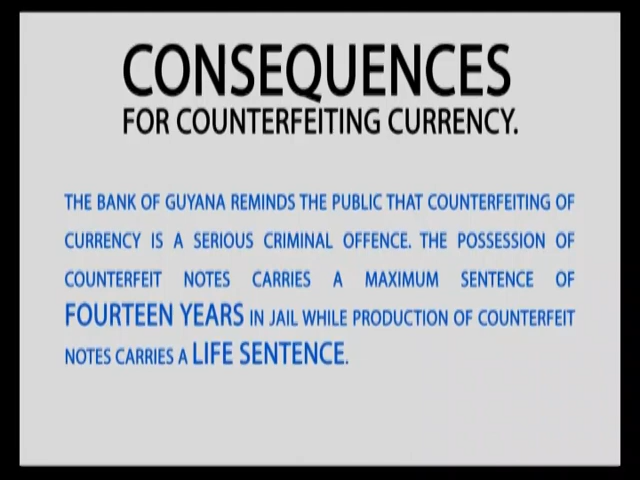 CONSEQUENCES
FOR COUNTERFEITING CURRENCY.
THE BANK OF GUYANA REMINDS THE PUBLIC THAT COUNTERFEITING OF
CURRENCY IS A SERIOUS CRIMINAL OFFENCE. THE POSSESSION OF
COUNTERFEIT NOTES CARRIES A MAXIMUM SENTENCE OF
FOURTEEN YEARS IN JAIL WHILE PRODUCTION OF COUNTERFEIT
NOTES CARRIES A LIFE SENTENCE.